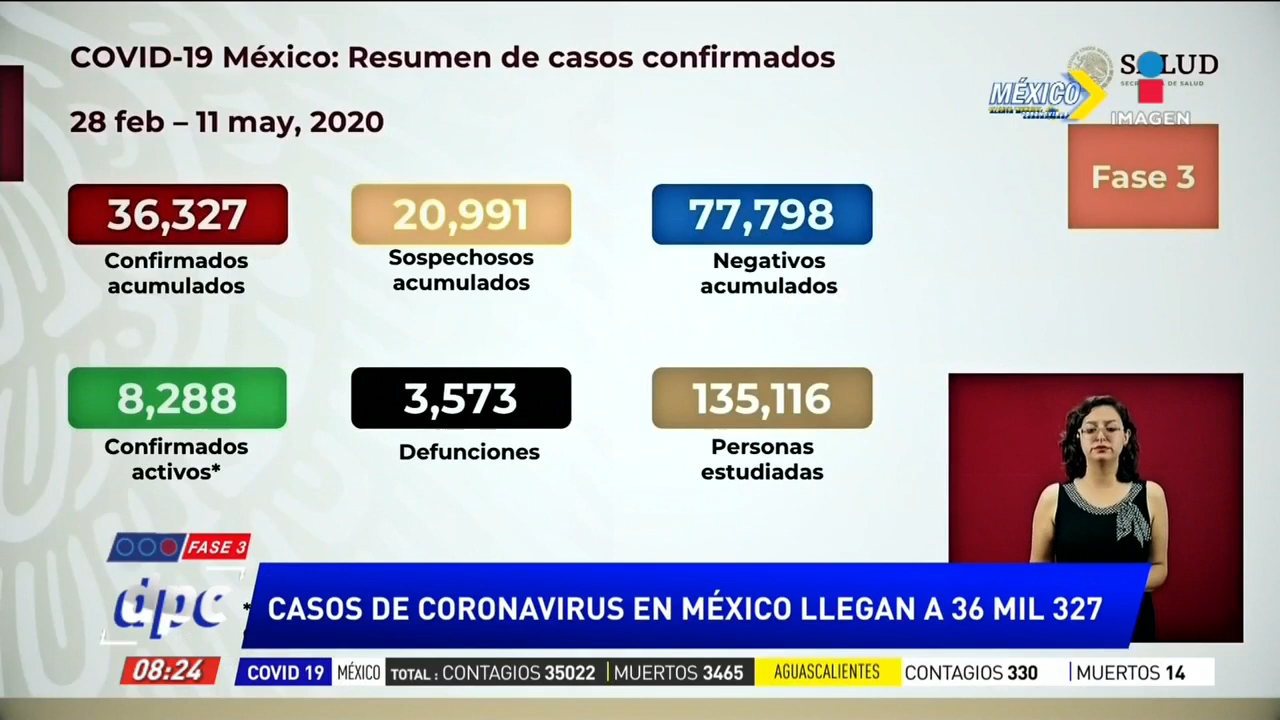 COVID-19 México: Resumen de casos confirmados
28 feb – 11 may, 2020
MÉXICO
SALUD
IMAGEN
Fase 3
36,327
Confirmados
acumulados
20,991
Sospechosos
acumulados
77,798
Negativos
acumulados
8,288
Confirmados
activos*
3,573
Defunciones
135,116
Personas
estudiadas
FASE 3
dpc
*
CASOS DE CORONAVIRUS EN MÉXICO LLEGAN A 36 MIL 327
08:24 COVID 19 MÉXICO TOTAL : CONTAGIOS 35022 MUERTOS 3465 AGUASCALIENTES CONTAGIOS 330 MUERTOS 14